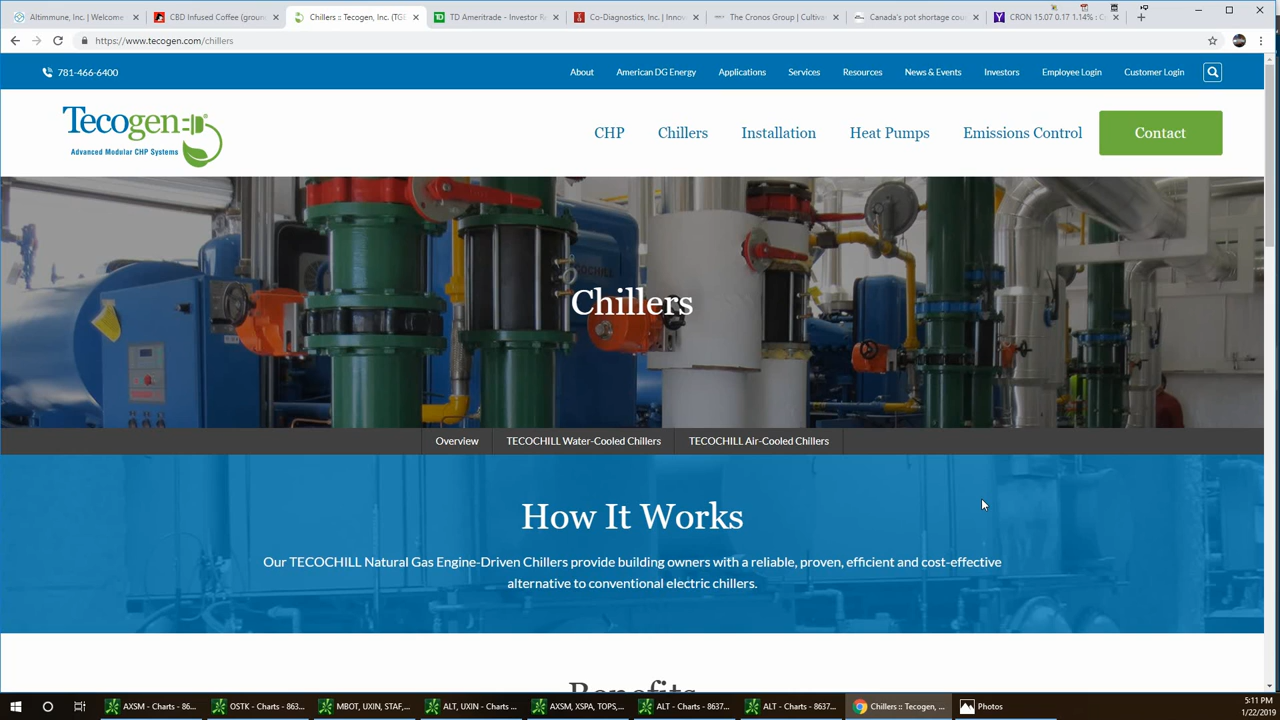 Altimmune, Inc. | Welcome
CBD Infused Coffee (groun
Chillers :: Tecogen, Inc. (TGE
TD Ameritrade - Investor R
Co-Diagnostics, Inc. | Innov
The Cronos Group | Cultiva
Canada's pot shortage cou
CRON 15.07 0.17 1.14% : C
https://www.tecogen.com/chillers
781-466-6400
About
American DG Energy
Applications
Services
Resources
News & Events
Investors
Employee Login
Customer Login
Tecogen
Advanced Modular CHP Systems
CHP
Chillers
Installation
Heat Pumps
Emissions Control
Contact
Chillers
Overview
TECOCHILL Water-Cooled Chillers
TECOCHILL Air-Cooled Chillers
How It Works
Our TECOCHILL Natural Gas Engine-Driven Chillers provide building owners with a reliable, proven, efficient and cost-effective
alternative to conventional electric chillers.
Benefits
AXSM - Charts - 86...
OSTK - Charts - 863...
MBOT, UXIN, STAF,...
ALT, UXIN - Charts ...
AXSM, XSPA, TOPS,...
ALT - Charts - 8637...
ALT - Charts - 8637...
Chillers :: Tecogen, ...
Photos
5:11 PM
1/22/2019